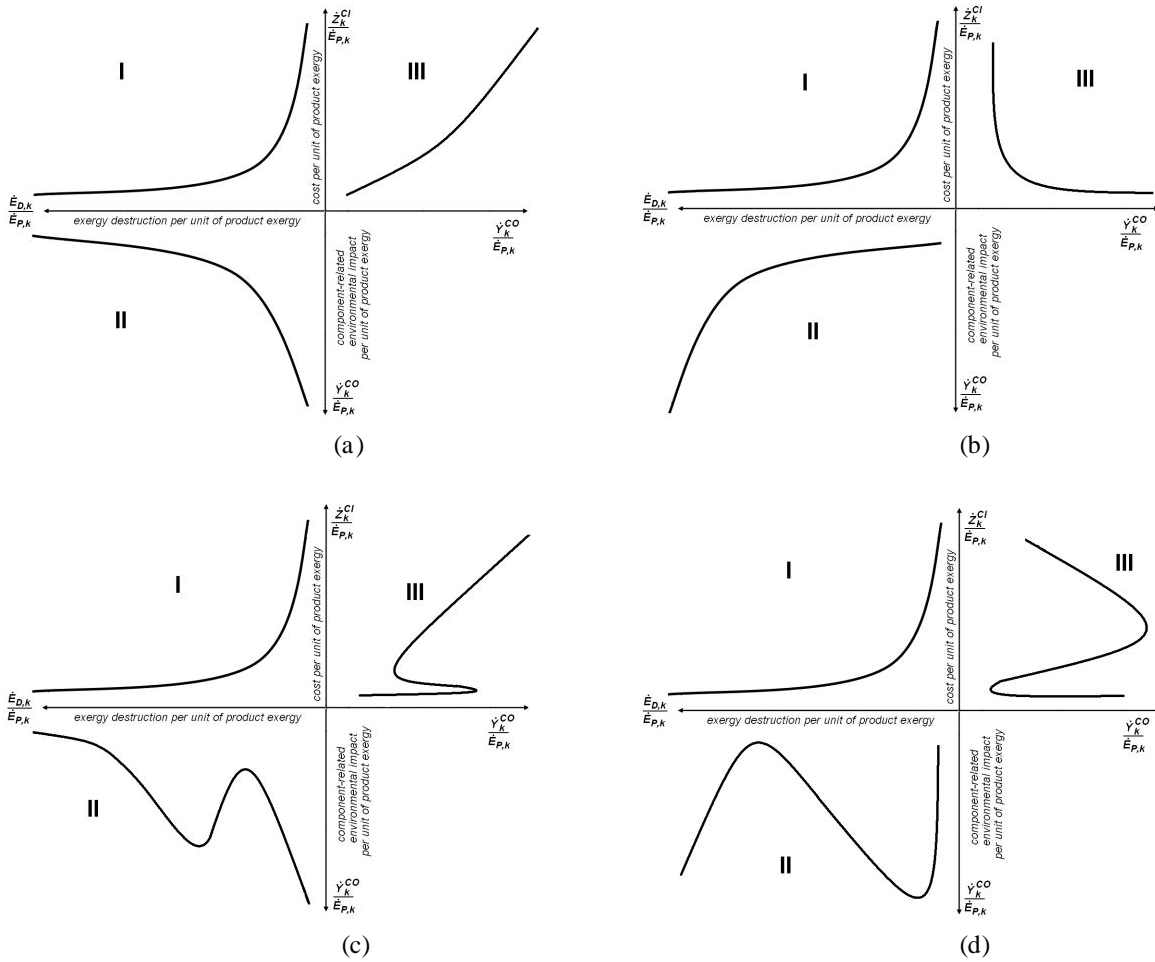 Ż_k^CI
Ė_P,k
cost per unit of product exergy
I
III
Ė_D,k
Ė_P,k
exergy destruction per unit of product exergy
Ẏ_k^CO
Ė_P,k
component-related
environmental impact
per unit of product exergy
II
Ẏ_k^CO
Ė_P,k
(a)
Ż_k^CI
Ė_P,k
cost per unit of product exergy
I
III
Ė_D,k
Ė_P,k
exergy destruction per unit of product exergy
Ẏ_k^CO
Ė_P,k
component-related
environmental impact
per unit of product exergy
II
Ẏ_k^CO
Ė_P,k
(b)
Ż_k^CI
Ė_P,k
cost per unit of product exergy
I
III
Ė_D,k
Ė_P,k
exergy destruction per unit of product exergy
Ẏ_k^CO
Ė_P,k
component-related
environmental impact
per unit of product exergy
II
Ẏ_k^CO
Ė_P,k
(c)
Ż_k^CI
Ė_P,k
cost per unit of product exergy
I
III
Ė_D,k
Ė_P,k
exergy destruction per unit of product exergy
Ẏ_k^CO
Ė_P,k
component-related
environmental impact
per unit of product exergy
II
Ẏ_k^CO
Ė_P,k
(d)